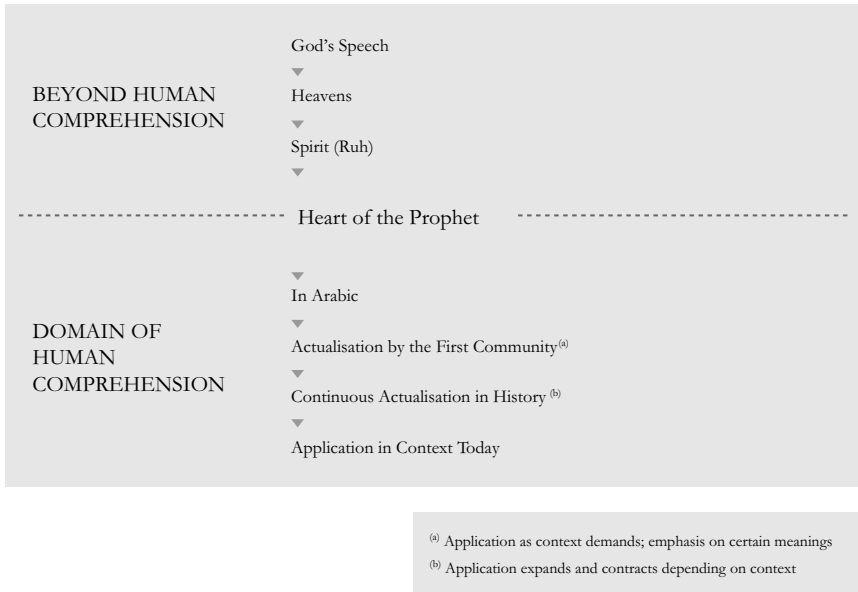 God’s Speech
BEYOND HUMAN
COMPREHENSION
Heavens
Spirit (Ruh)
Heart of the Prophet
In Arabic
DOMAIN OF
HUMAN
COMPREHENSION
Actualisation by the First Community(a)
Continuous Actualisation in History (b)
Application in Context Today
(a) Application as context demands; emphasis on certain meanings
(b) Application expands and contracts depending on context